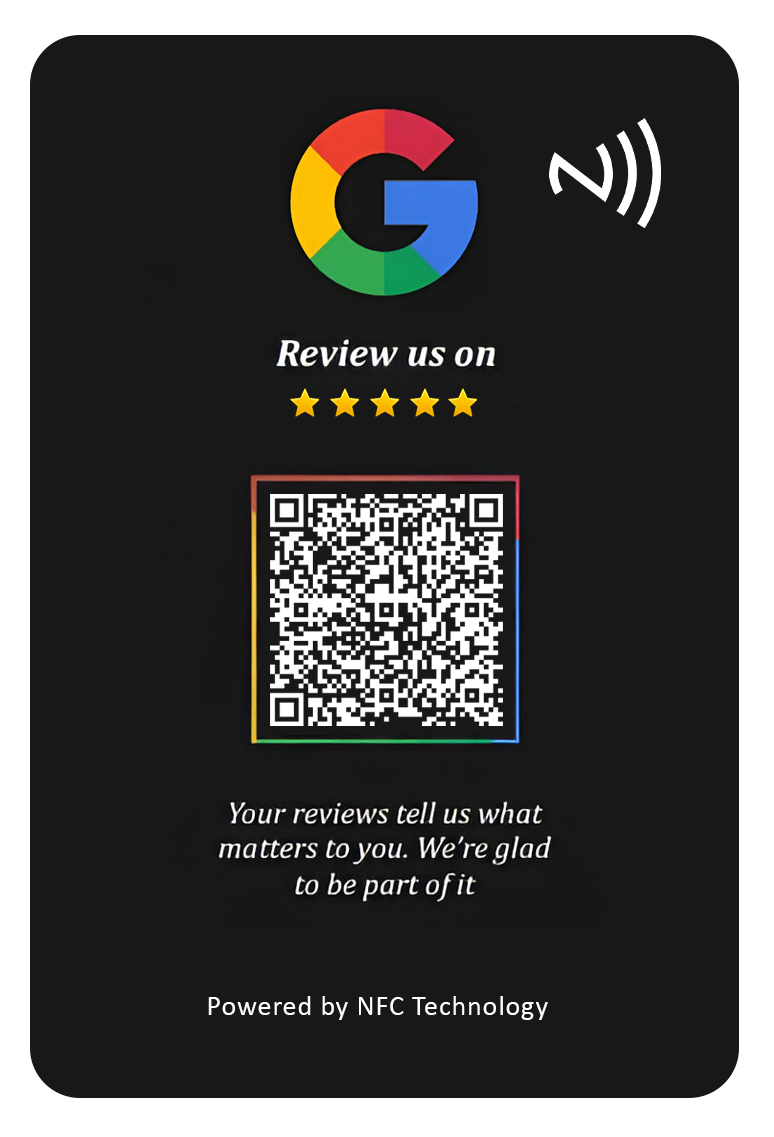 Review us on
Your reviews tell us what
matters to you. We're glad
to be part of it
Powered by NFC Technology